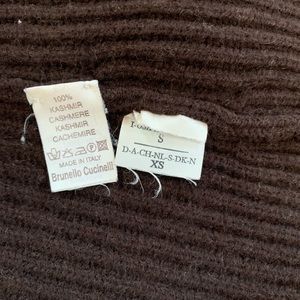 100%
KASHMIR
CASHMERE
KASHMIR
CACHEMIRE
MADE IN ITALY
Brunello Cucinelli
S
D-A-CH-NL-S-DK-N
XS